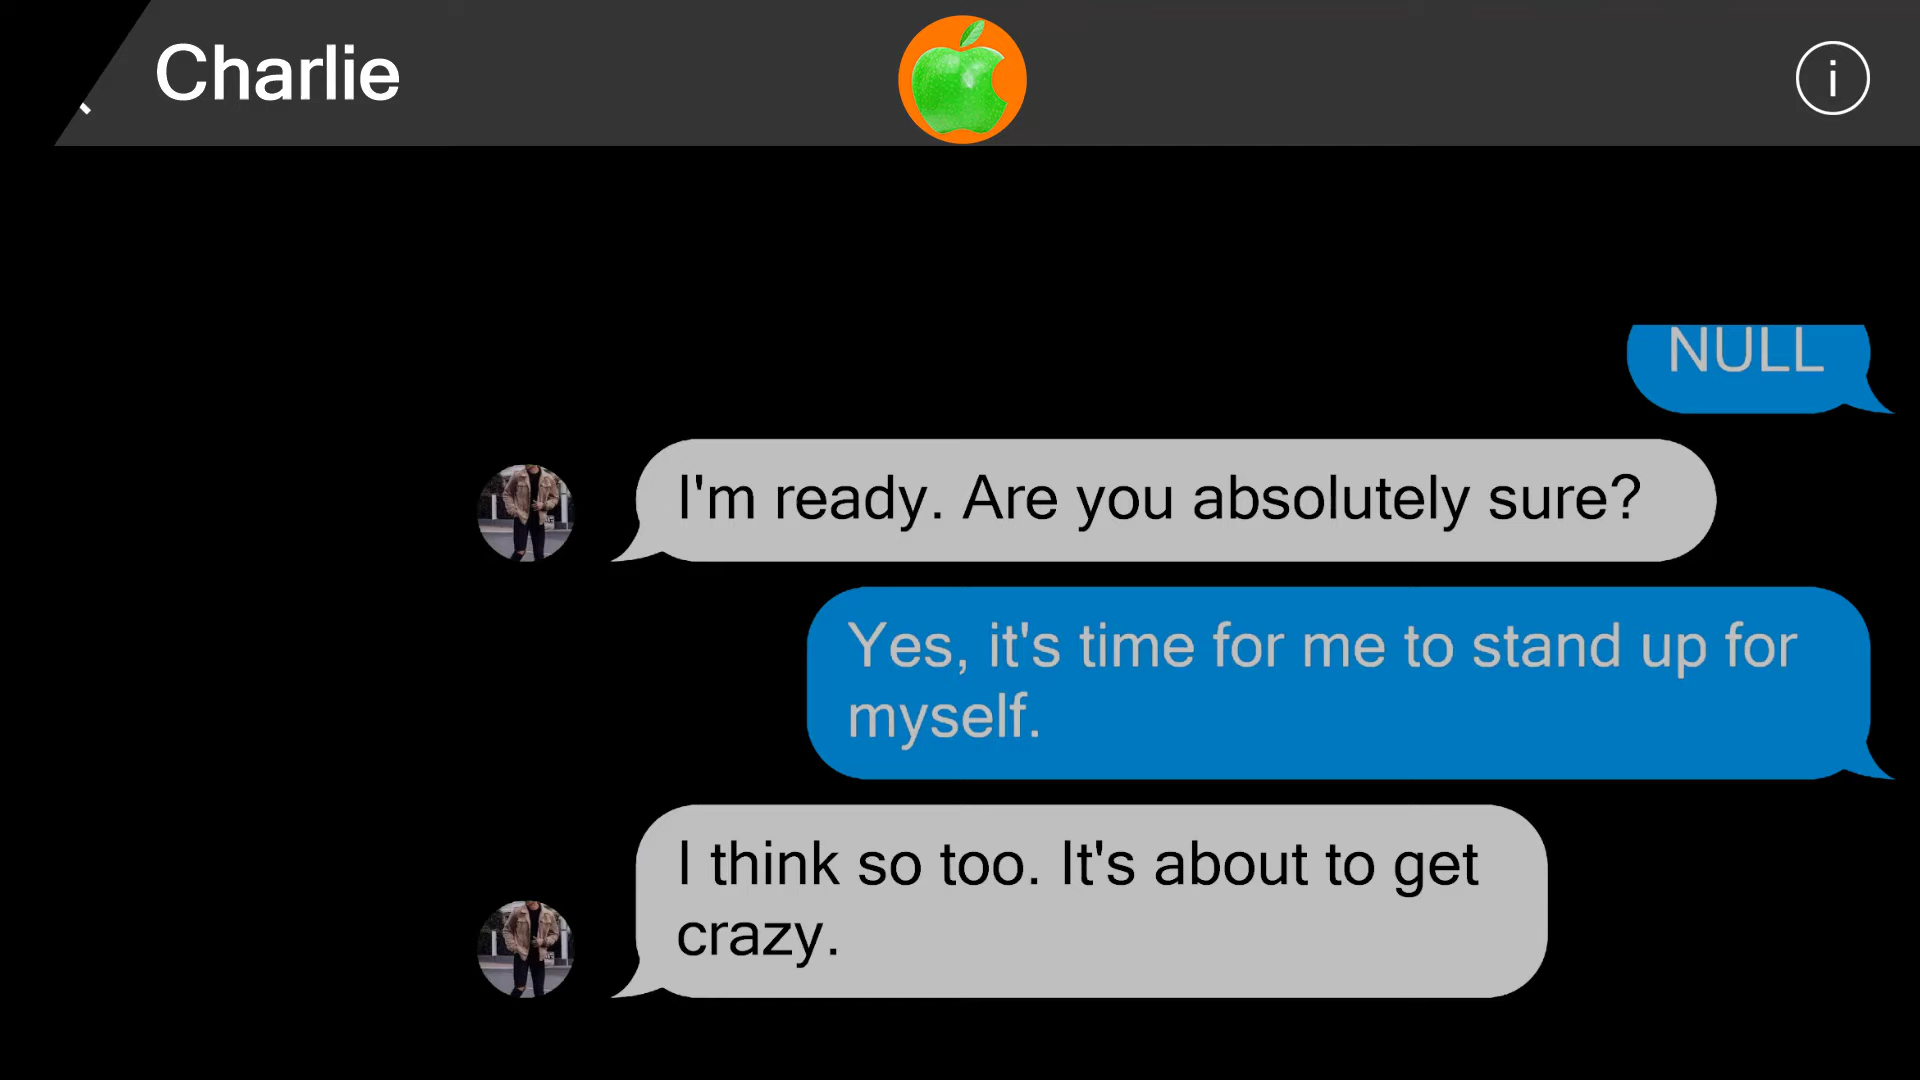 Charlie
i
NULL
I'm ready. Are you absolutely sure?
Yes, it's time for me to stand up for
myself.
I think so too. It's about to get
crazy.